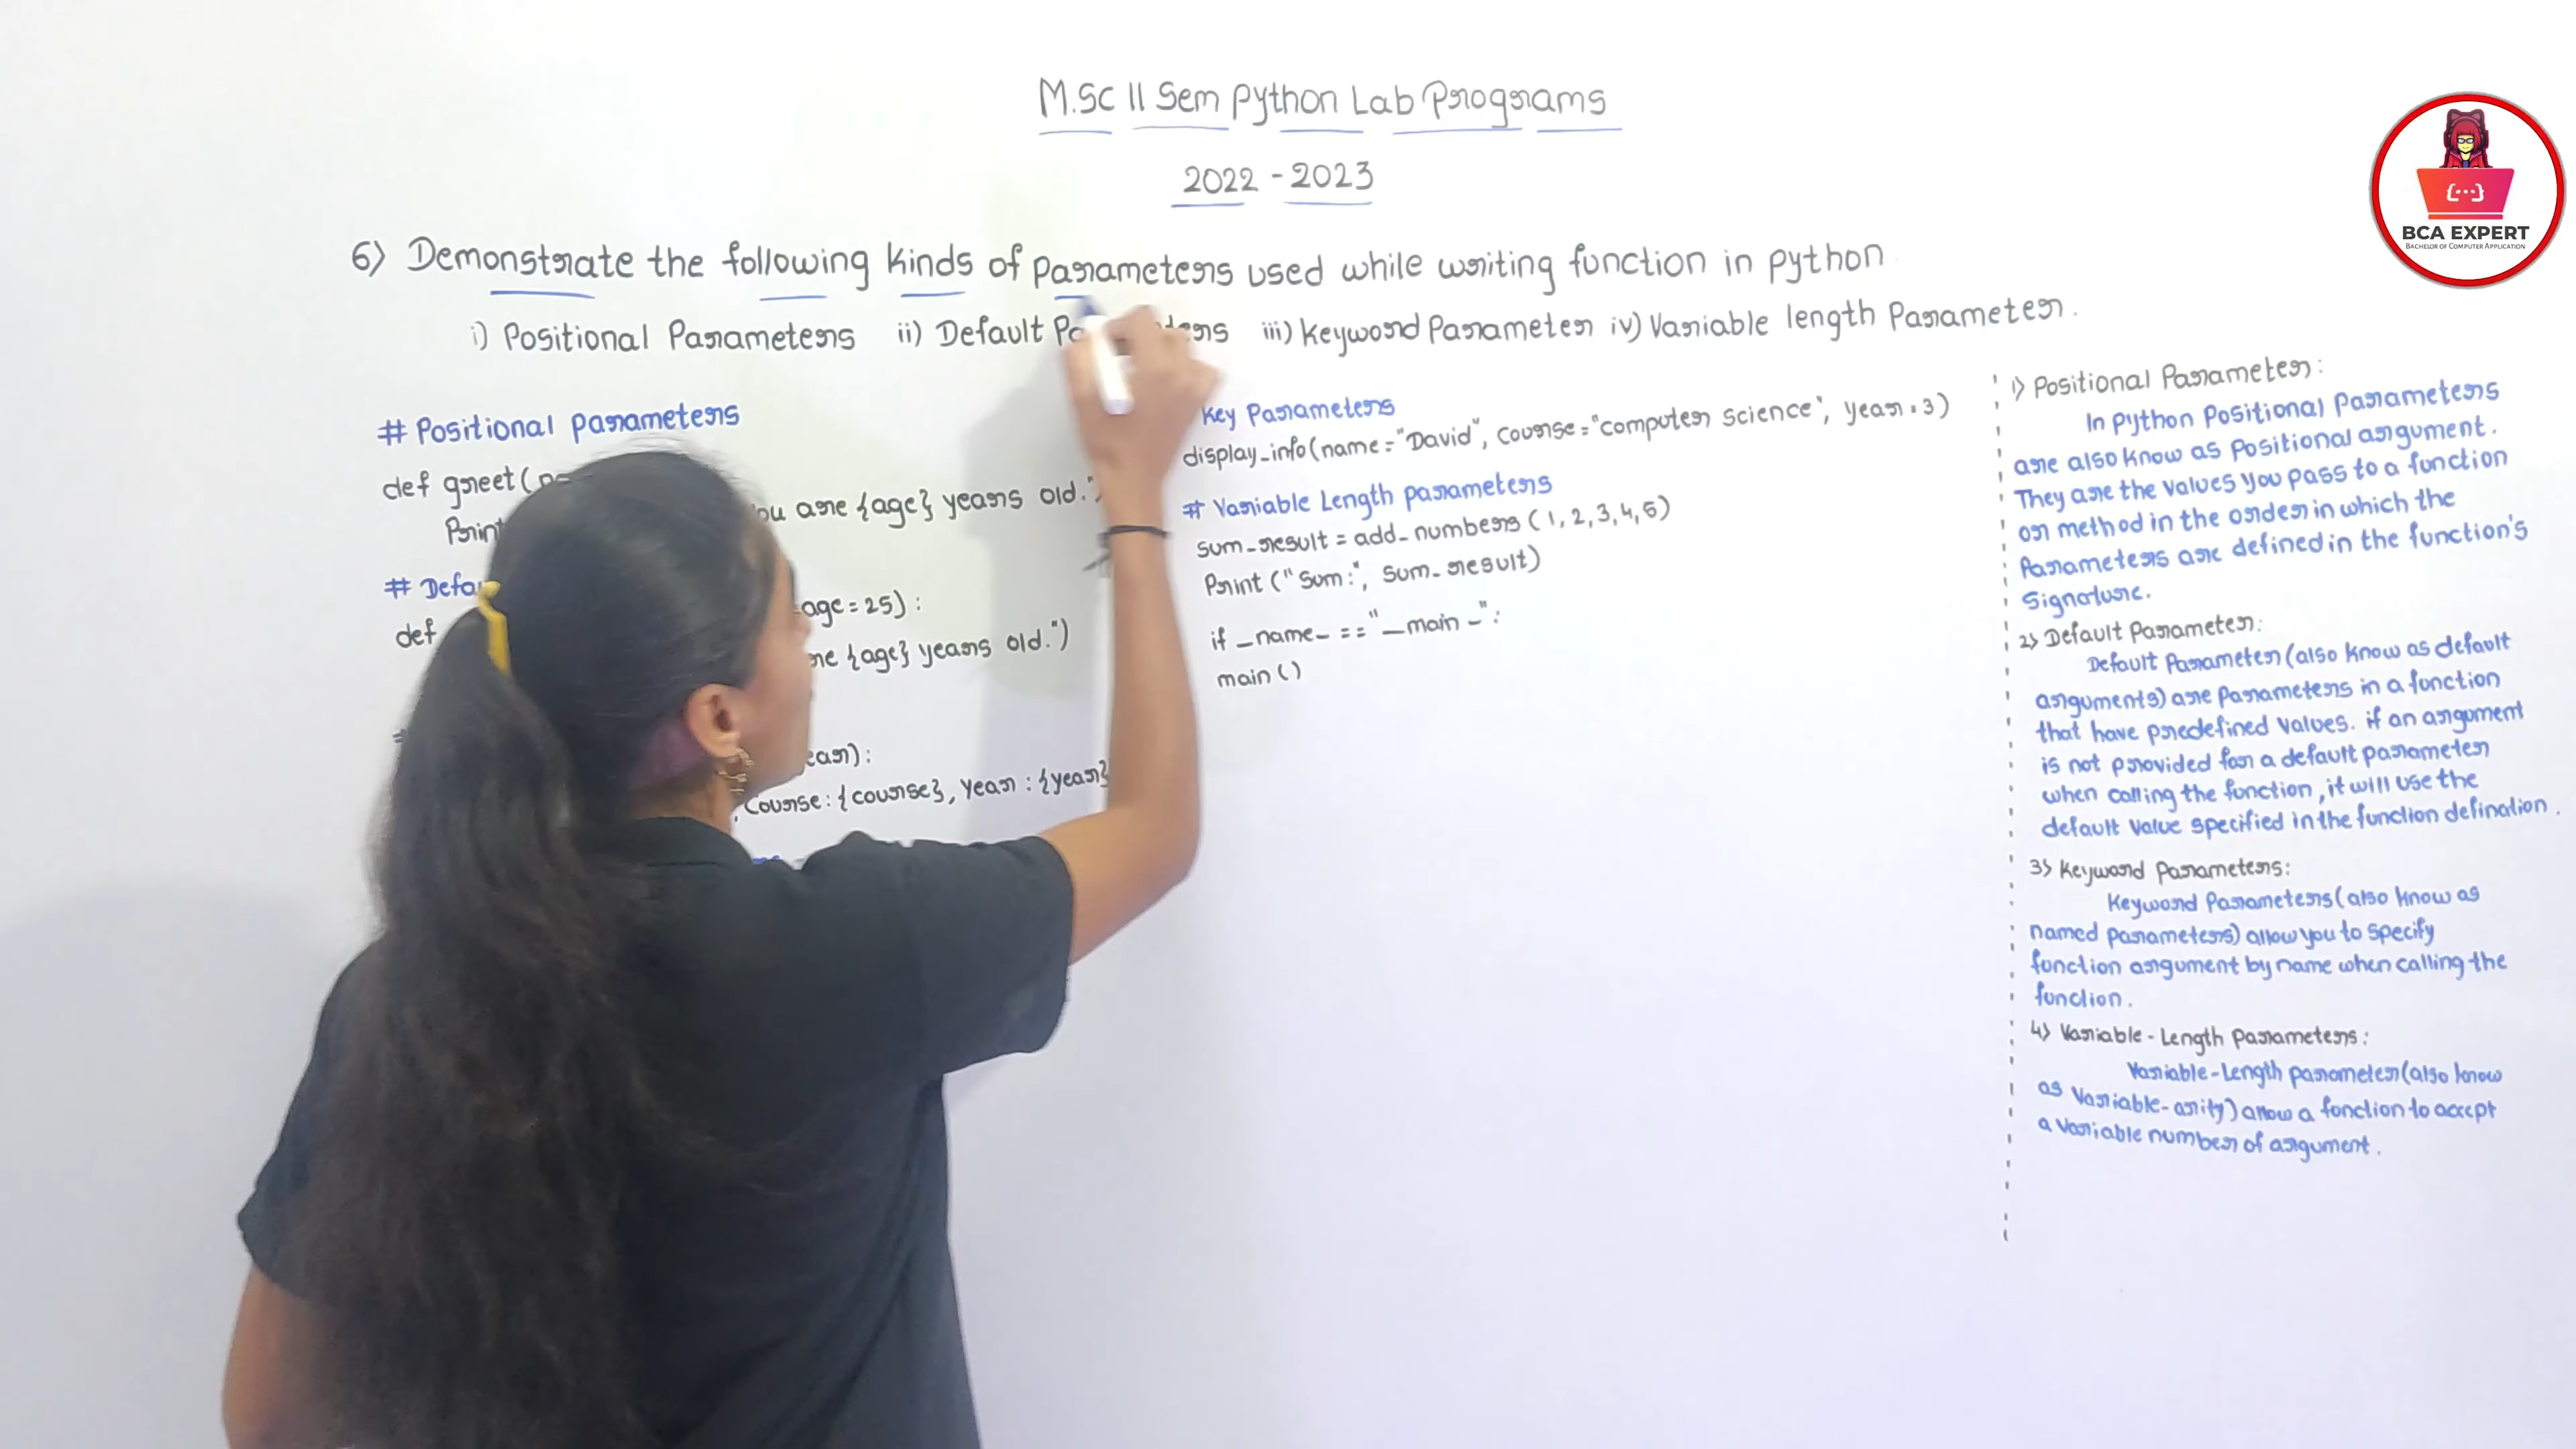 M.Sc II Sem Python Lab Programs
2022 - 2023
6) Demonstrate the following kinds of parameters used while writing function in python
i) Positional Parameters ii) Default iii) Keyword Parameter iv) Variable length Parameter.
# Positional parameters
def greet(
Print are {age} years old."
#
def age = 25):
{age} years old.")
):
Course: {course}, Year : {year}
Key Parameters
display_info(name = "David", course = "computer science", year = 3)
# Variable Length parameters
sum_result = add_numbers (1, 2, 3, 4, 5)
Print ("Sum:", sum_result)
if _name_ == "__main_":
main ()
1) Positional Parameter:
In Python Positional Parameters
are also know as Positional argument.
They are the values you pass to a function
or method in the order in which the
Parameters are defined in the function's
Signature.
2) Default Parameter:
Default Parameter (also know as default
arguments) are Parameters in a function
that have predefined values. if an argument
is not provided for a default parameter
when calling the function, it will use the
default value specified in the function defination.
3) Keyword Parameters:
Keyword Parameters (also know as
named parameters) allow you to specify
function argument by name when calling the
function.
4) Variable-Length Parameters:
Variable-Length parameter (also know
as Variable-arity) allow a function to accept
a variable number of argument.
{...}
BCA EXPERT
BACHELOR OF COMPUTER APPLICATION